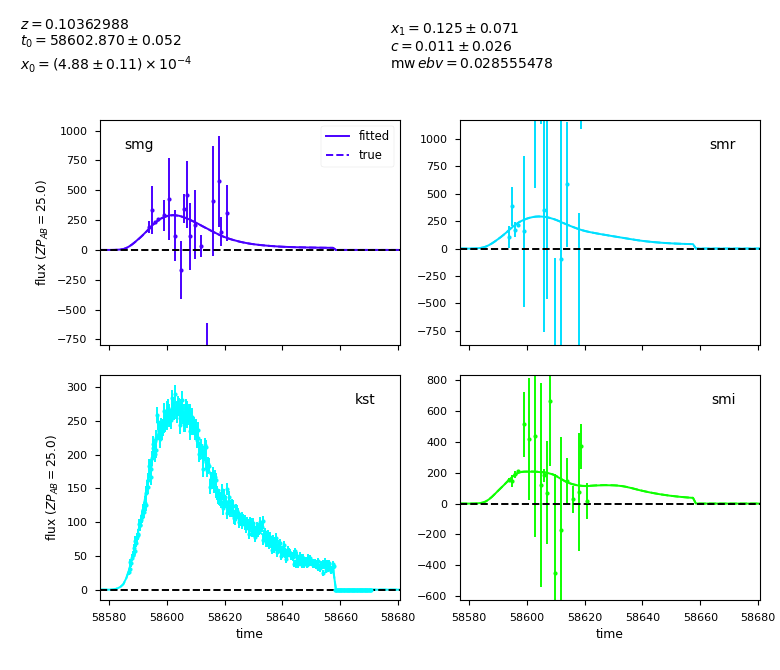 z = 0.10362988
t₀ = 58602.870 ± 0.052
x₀ = (4.88 ± 0.11) × 10⁻⁴
x₁ = 0.125 ± 0.071
c = 0.011 ± 0.026
mw ebv = 0.028555478
smg
fitted
true
1000
750
500
250
0
−250
−500
−750
flux (ZP_AB = 25.0)
smr
1000
750
500
250
0
−250
−500
−750
kst
300
250
200
150
100
50
0
flux (ZP_AB = 25.0)
58580 58600 58620 58640 58660 58680
time
smi
800
600
400
200
0
−200
−400
−600
58580 58600 58620 58640 58660 58680
time